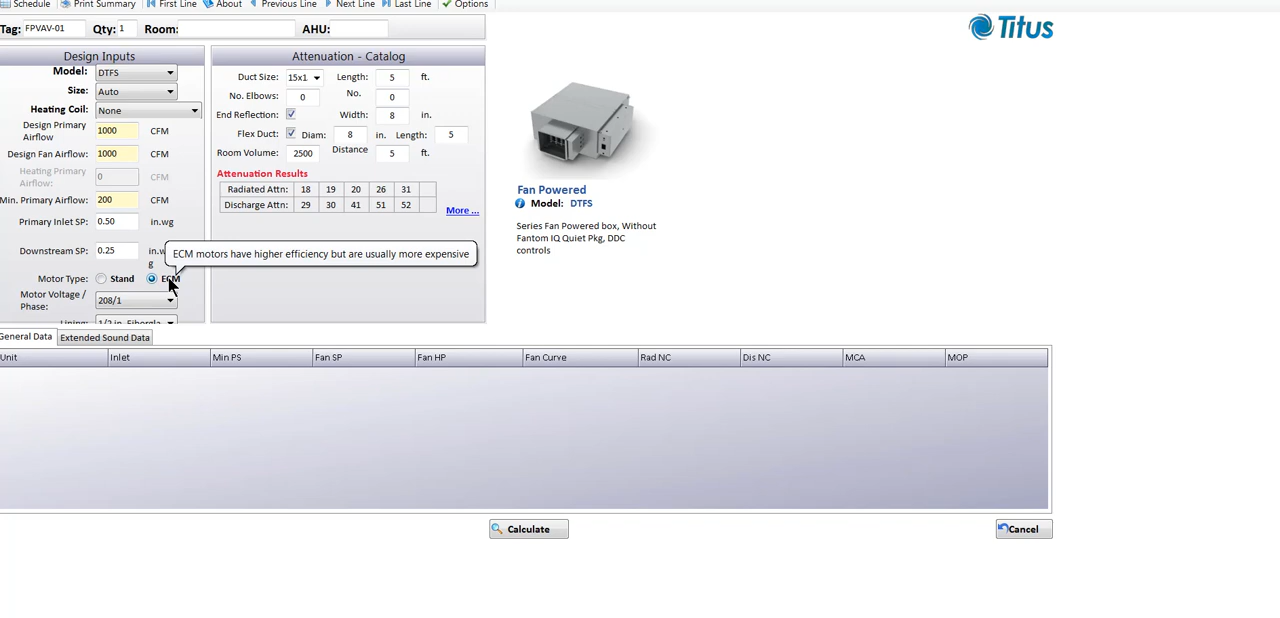 Schedule Print Summary First Line About Previous Line Next Line Last Line Options
Tag: FPVAV-01 Qty: 1 Room: AHU:
Titus
Design Inputs
Model: DTFS
Size: Auto
Heating Coil: None
Design Primary Airflow 1000 CFM
Design Fan Airflow: 1000 CFM
Heating Primary Airflow: 0 CFM
Min. Primary Airflow: 200 CFM
Primary Inlet SP: 0.50 in.wg
Downstream SP: 0.25 in.w
g
ECM motors have higher efficiency but are usually more expensive
Motor Type: Stand ECM
Motor Voltage / Phase: 208/1
Lining: 1/2 in. Fibergla
Attenuation - Catalog
Duct Size: 15x1 Length: 5 ft.
No. Elbows: 0 No. 0
End Reflection: Width: 8 in.
Flex Duct: Diam: 8 in. Length: 5
Room Volume: 2500 Distance 5 ft.
Attenuation Results
Radiated Attn: 18 19 20 26 31
Discharge Attn: 29 30 41 51 52
More ...
Fan Powered
Model: DTFS
Series Fan Powered box, Without
Fantom IQ Quiet Pkg, DDC
controls
General Data Extended Sound Data
Unit Inlet Min PS Fan SP Fan HP Fan Curve Rad NC Dis NC MCA MOP
Calculate Cancel